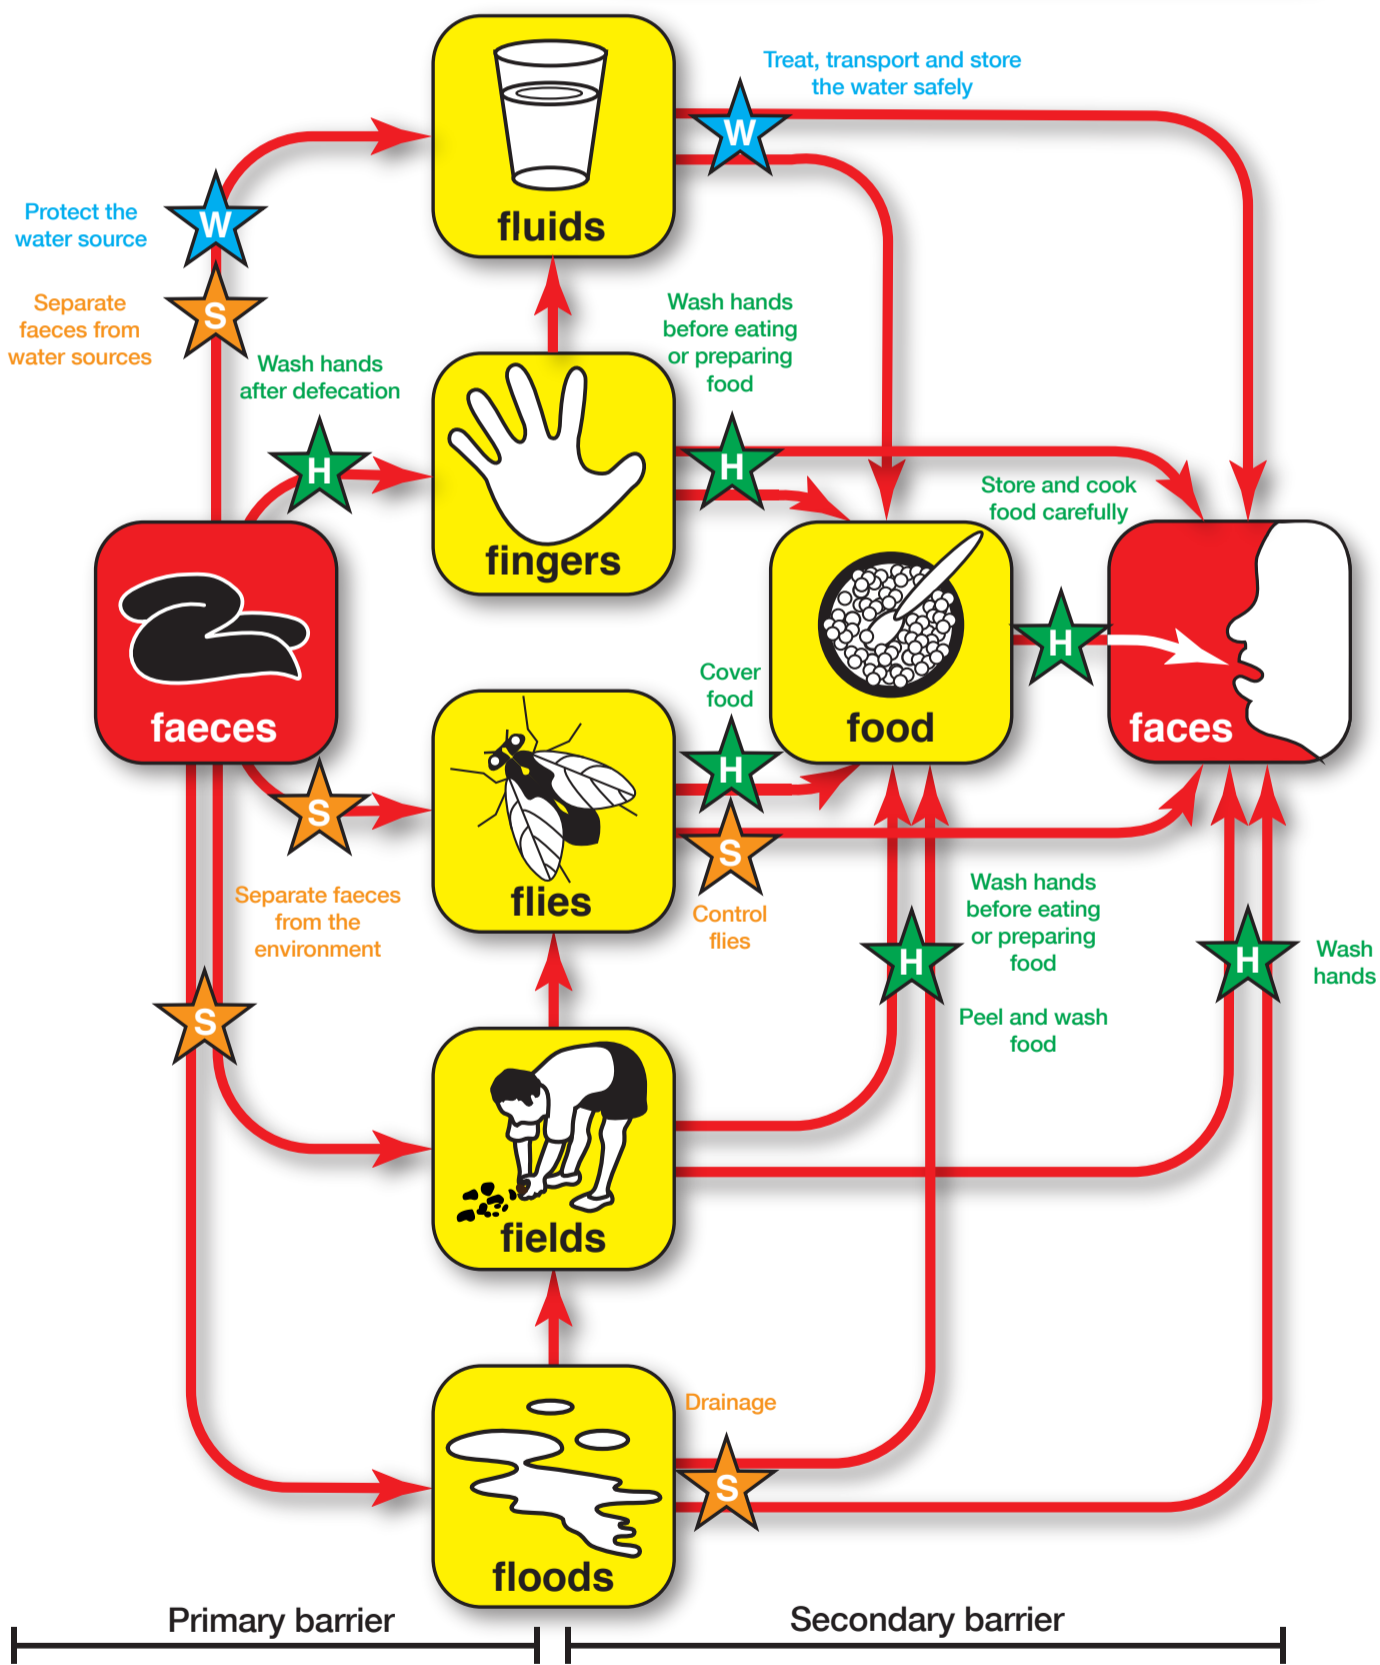 Treat, transport and store
the water safely
W
fluids
Protect the
water source
W
Separate
faeces from
water sources
S
Wash hands
after defecation
H
fingers
Wash hands
before eating
or preparing
food
H
Store and cook
food carefully
H
faeces
food
faces
Cover
food
H
S
flies
S
Control
flies
Separate faeces
from the
environment
S
Wash hands
before eating
or preparing
food
H
Peel and wash
food
H
Wash
hands
fields
Drainage
S
floods
Primary barrier
Secondary barrier